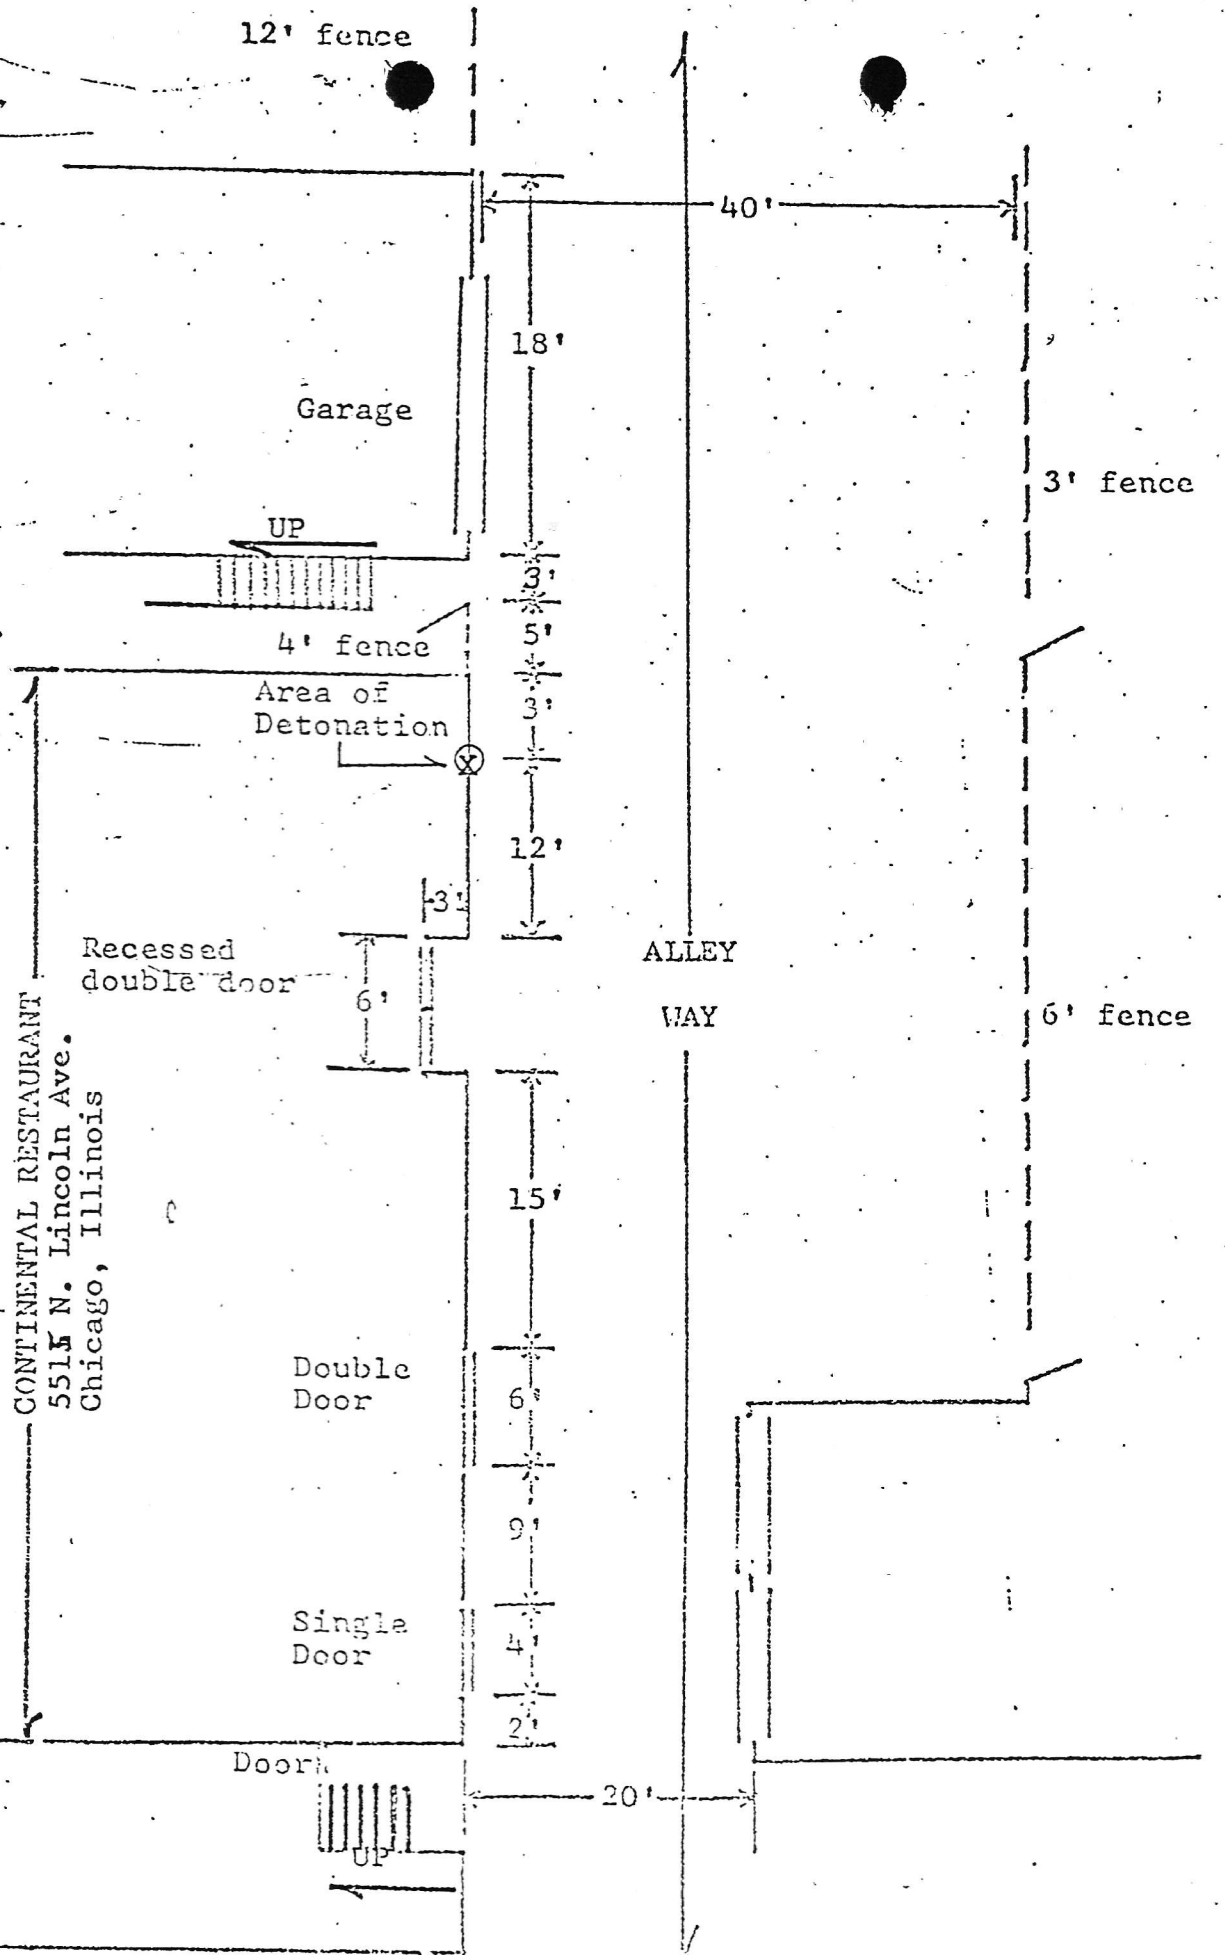 12' fence
40'
18'
Garage
3' fence
UP
3'
5'
4' fence
Area of
Detonation
3'
X
12'
3'
Recessed
double door
6'
ALLEY
WAY
6' fence
CONTINENTAL RESTAURANT
N. Lincoln Ave.
Chicago, Illinois
15'
Double
Door
6'
9'
Single
Door
4'
2'
Door
20'
UP